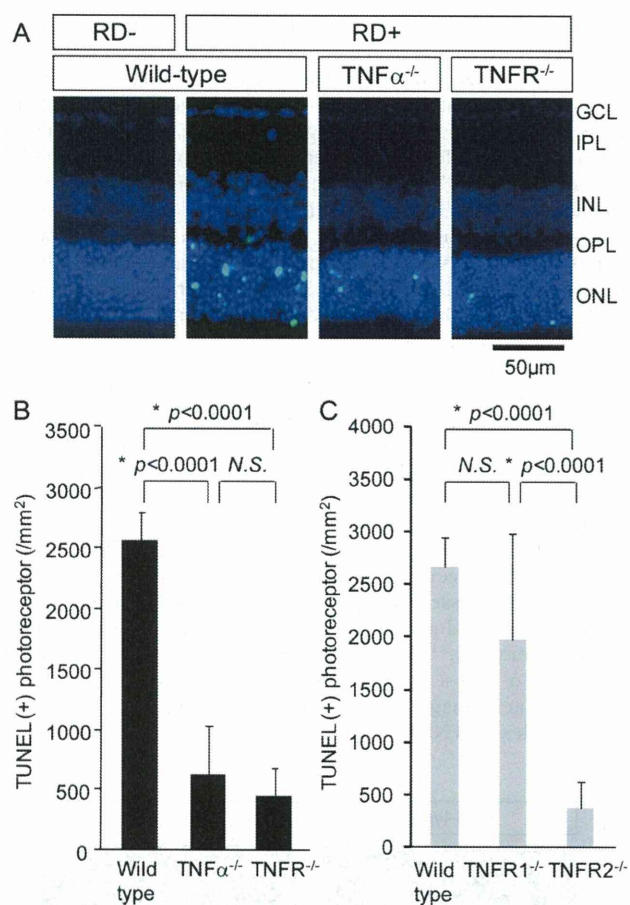 A
RD-
RD+
Wild-type
TNFα-/-
TNFR-/-
GCL
IPL
INL
OPL
ONL
50µm
B
* p<0.0001
* p<0.0001
N.S.
TUNEL (+) photoreceptor (/mm2)
3500
3000
2500
2000
1500
1000
500
0
Wild type
TNFα-/-
TNFR-/-
C
* p<0.0001
N.S.
* p<0.0001
TUNEL (+) photoreceptor (/mm2)
4000
3500
3000
2500
2000
1500
1000
500
0
Wild type
TNFR1-/-
TNFR2-/-